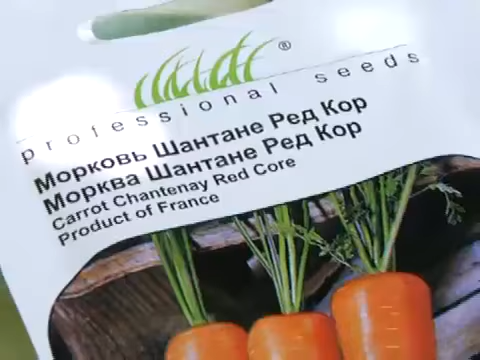 ®
professional seeds
Морковь Шантане Ред Кор
Морква Шантане Ред Кор
Carrot Chantenay Red Core
Product of France